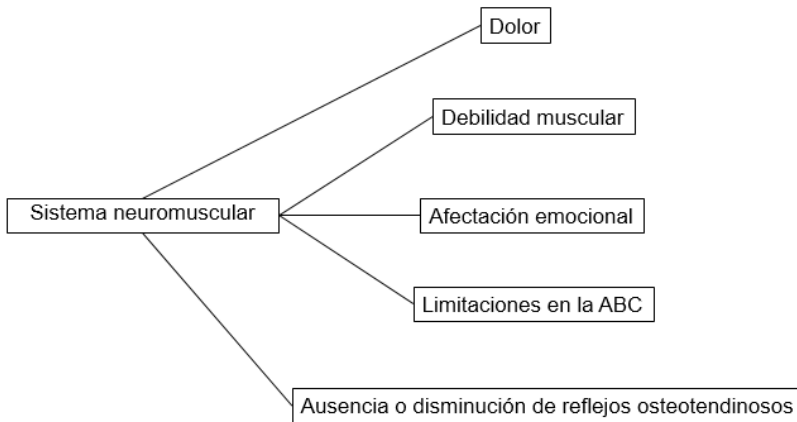 Dolor
Debilidad muscular
Sistema neuromuscular
Afectación emocional
Limitaciones en la ABC
Ausencia o disminución de reflejos osteotendinosos